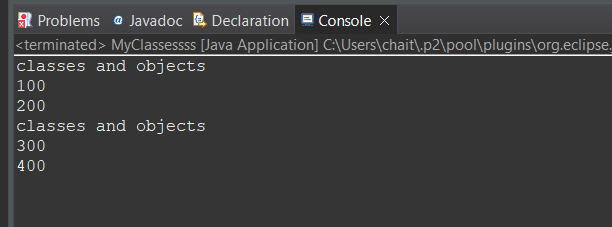 Problems @ Javadoc Declaration Console
<terminated> MyClassessss [Java Application] C:\Users\chait\.p2\pool\plugins\org.eclipse.
classes and objects
100
200
classes and objects
300
400